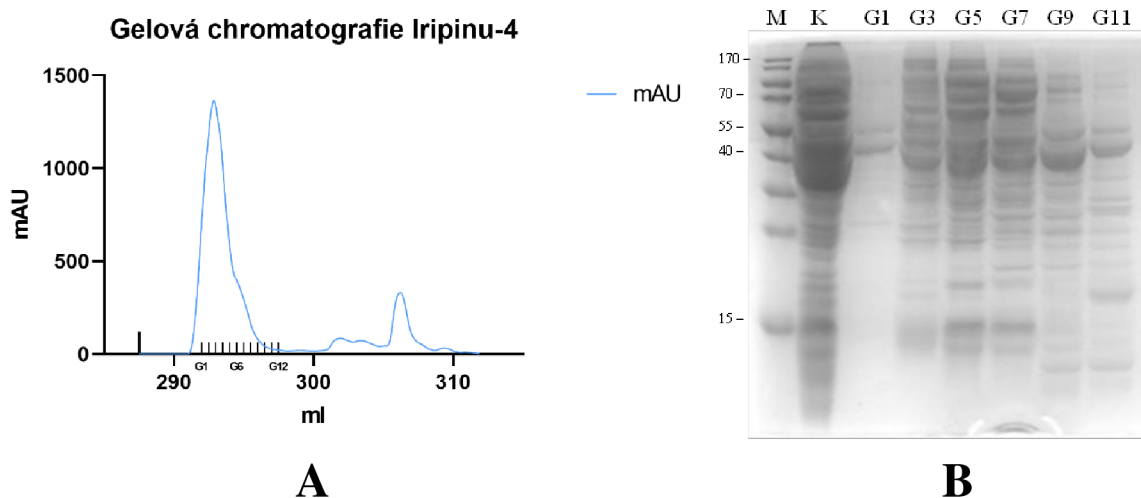 Gelová chromatografie Iripinu-4
1500
1000
500
0
mAU
G1 G6 G12
290 300 310
ml
mAU
A
M K G1 G3 G5 G7 G9 G11
170 –
70 –
55 –
40 –
15 –
B